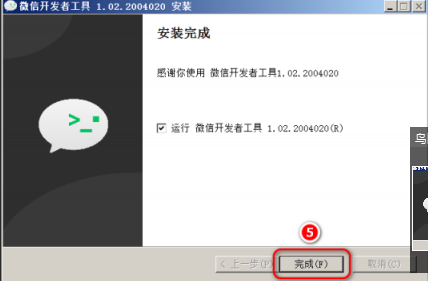 微信开发者工具 1.02.2004020 安装
安装完成
感谢你使用 微信开发者工具1.02.2004020
运行 微信开发者工具 1.02.2004020(R)
5
< 上一步(P) 完成(F) 取消(C)